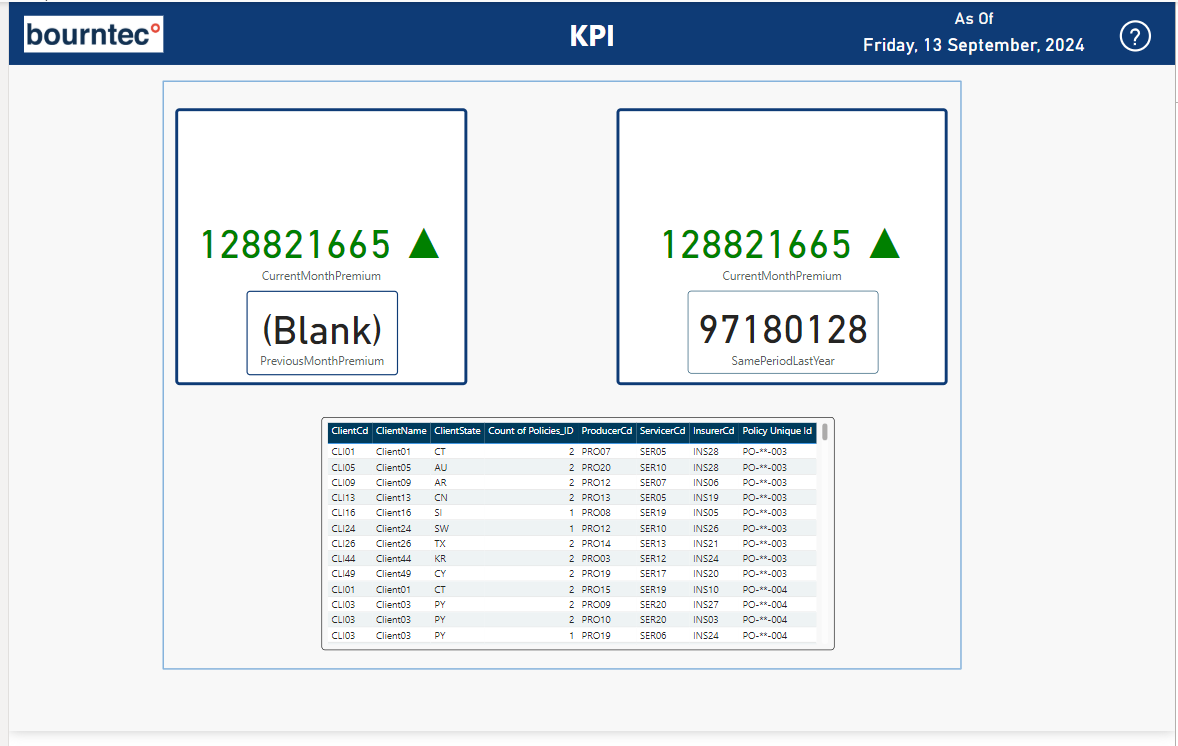 bourntec
KPI
As Of
Friday, 13 September, 2024
?
128821665 ▲
CurrentMonthPremium
(Blank)
PreviousMonthPremium
128821665 ▲
CurrentMonthPremium
97180128
SamePeriodLastYear
ClientCd ClientName ClientState Count of Policies_ID ProducerCd ServicerCd InsurerCd Policy Unique Id
CLI01 Client01 CT 2 PRO07 SER05 INS28 PO-**-003
CLI05 Client05 AU 2 PRO20 SER10 INS28 PO-**-003
CLI09 Client09 AR 2 PRO12 SER07 INS06 PO-**-003
CLI13 Client13 CN 2 PRO13 SER05 INS19 PO-**-003
CLI16 Client16 SI 1 PRO08 SER19 INS05 PO-**-003
CLI24 Client24 SW 1 PRO12 SER10 INS26 PO-**-003
CLI26 Client26 TX 2 PRO14 SER13 INS21 PO-**-003
CLI44 Client44 KR 2 PRO03 SER12 INS24 PO-**-003
CLI49 Client49 CY 2 PRO19 SER17 INS20 PO-**-003
CLI01 Client01 CT 2 PRO15 SER19 INS10 PO-**-004
CLI03 Client03 PY 2 PRO09 SER20 INS27 PO-**-004
CLI03 Client03 PY 2 PRO10 SER20 INS03 PO-**-004
CLI03 Client03 PY 1 PRO19 SER06 INS24 PO-**-004